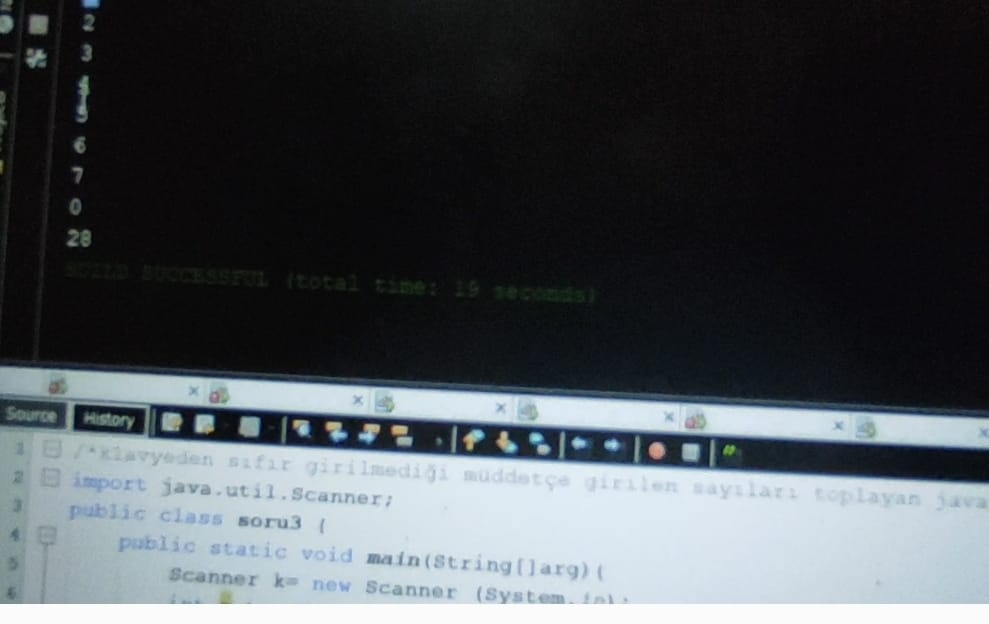 2
3
4
5
6
7
0
28
BUILD SUCCESSFUL (total time: 19 seconds)
Source History
1 /*klavyeden sıfır girilmediği müddetçe girilen sayıları toplayan java
2 import java.util.Scanner;
3 public class soru3 {
4 public static void main(String[]arg){
5 Scanner k= new Scanner (System.in);
6 int